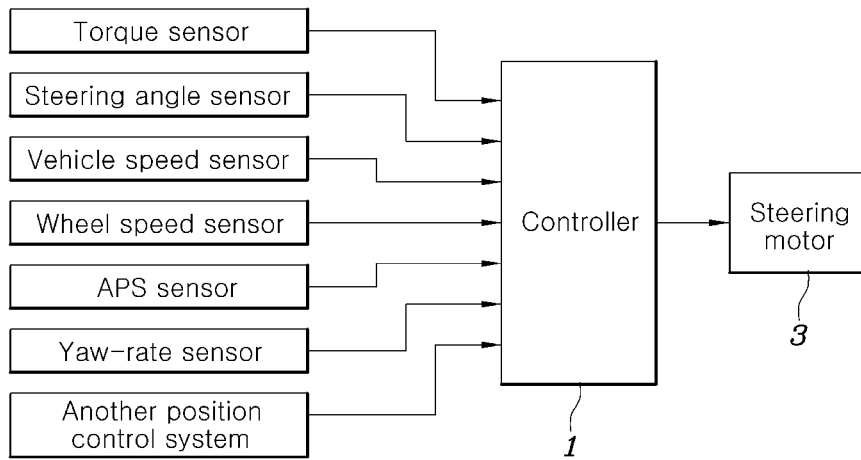 Torque sensor
Steering angle sensor
Vehicle speed sensor
Wheel speed sensor
APS sensor
Yaw-rate sensor
Another position
control system
Controller
1
Steering
motor
3